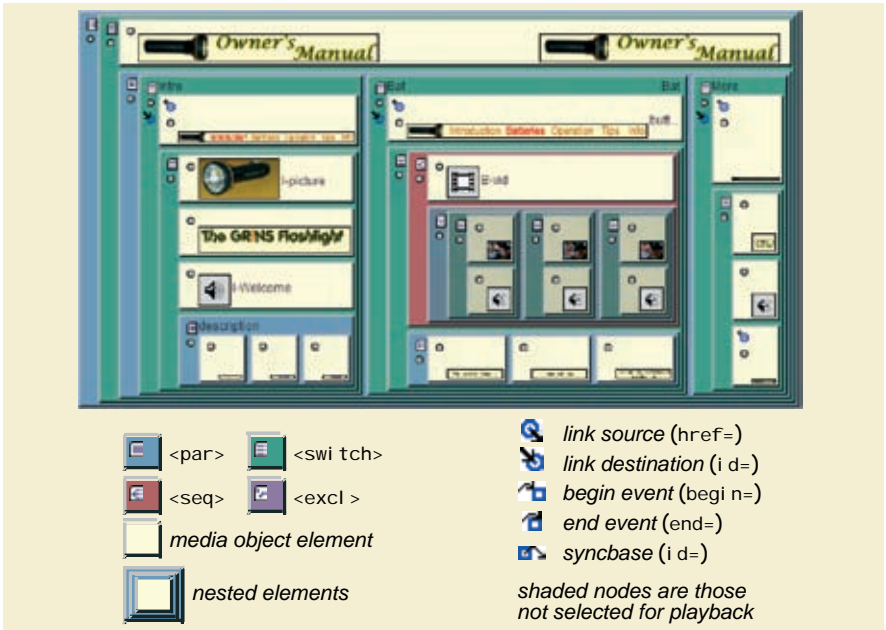 Owner's Manual
Owner's Manual
Intro
Bat
Bat
More
butt..
Introduction Batteries Operation Tips Info
I-picture
B-vid
The GRiNS Flashlight
I-Welcome
description
<par>
<switch>
<seq>
<excl>
media object element
nested elements
link source (href=)
link destination (id=)
begin event (begin=)
end event (end=)
syncbase (id=)
shaded nodes are those
not selected for playback